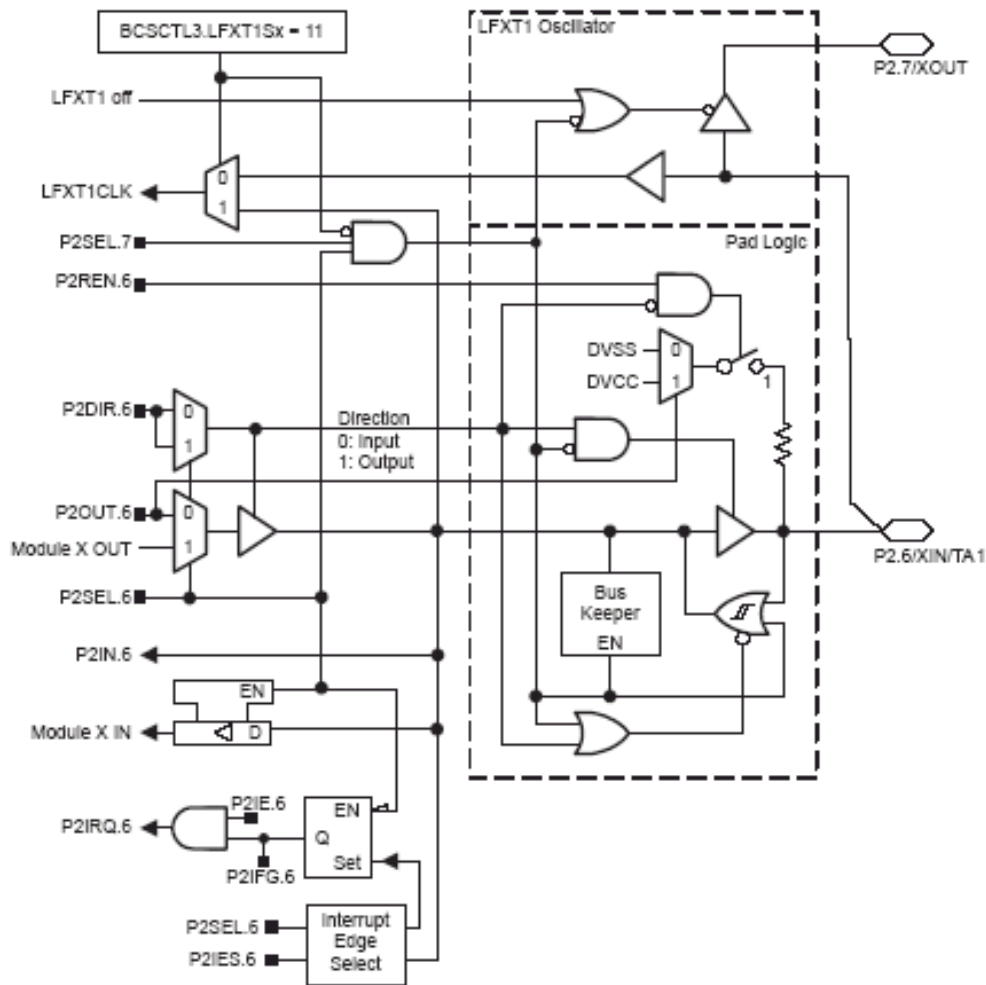 BCSCTL3.LFXT1Sx = 11
LFXT1 Oscillator
P2.7/XOUT
LFXT1 off
0
LFXT1CLK
1
P2SEL.7
Pad Logic
P2REN.6
DVSS
0
DVCC
1
1
P2DIR.6
0
1
Direction
0: Input
1: Output
P2OUT.6
0
Module X OUT
1
P2.6/XIN/TA1
P2SEL.6
Bus
Keeper
EN
P2IN.6
EN
Module X IN
D
P2IE.6
EN
P2IRQ.6
Q
P2IFG.6
Set
P2SEL.6
Interrupt
Edge
Select
P2IES.6